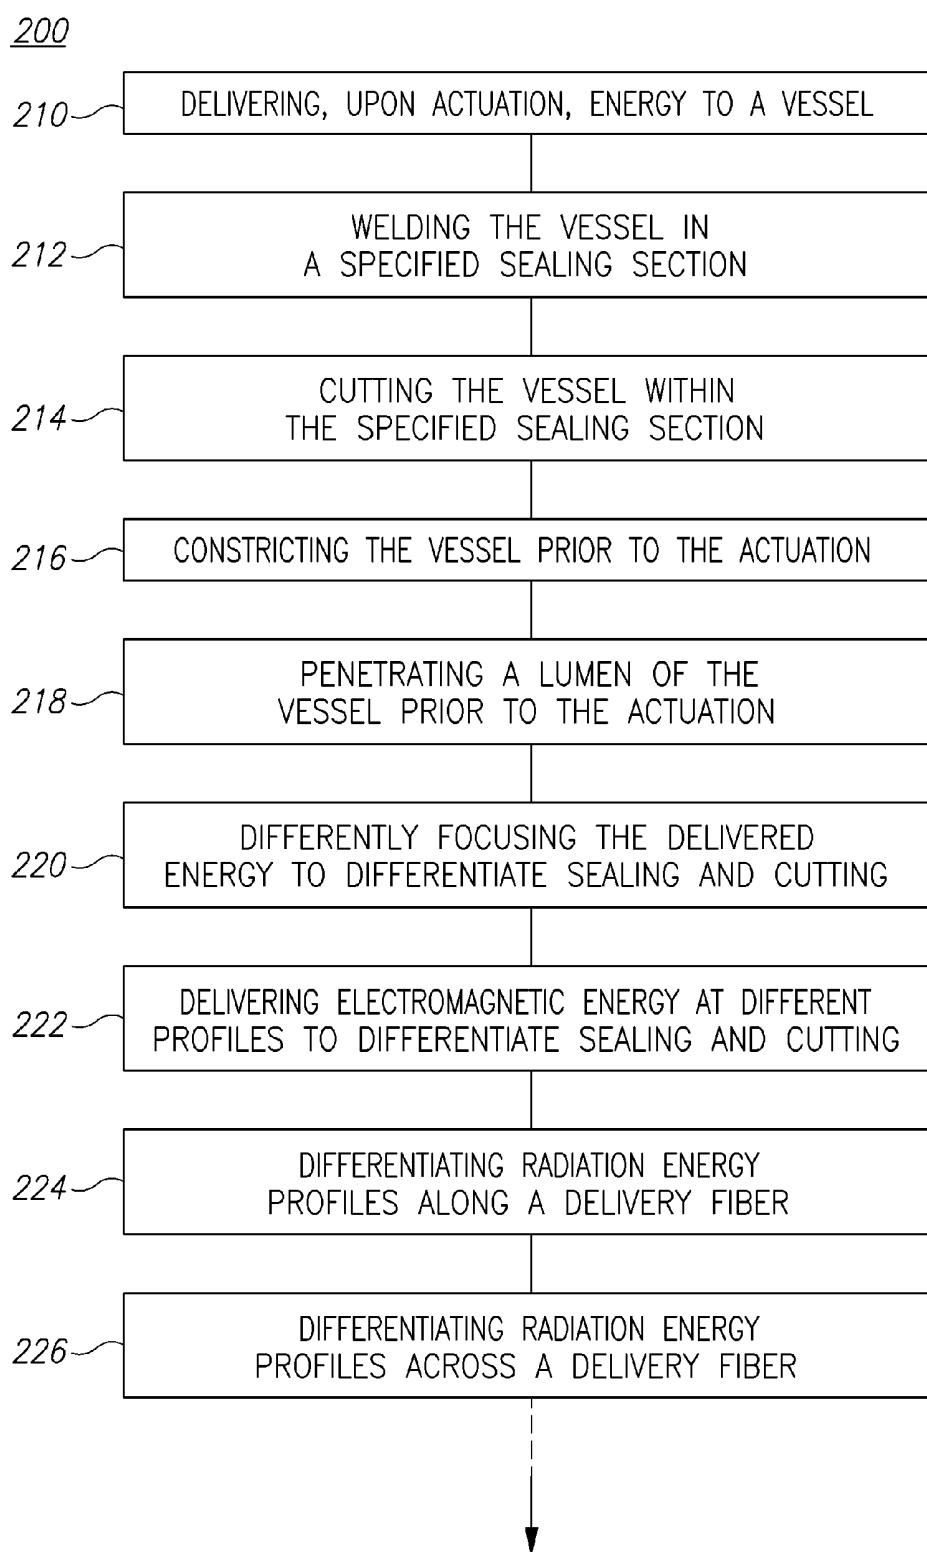 200
210
DELIVERING, UPON ACTUATION, ENERGY TO A VESSEL
212
WELDING THE VESSEL IN
A SPECIFIED SEALING SECTION
214
CUTTING THE VESSEL WITHIN
THE SPECIFIED SEALING SECTION
216
CONSTRICTING THE VESSEL PRIOR TO THE ACTUATION
218
PENETRATING A LUMEN OF THE
VESSEL PRIOR TO THE ACTUATION
220
DIFFERENTLY FOCUSING THE DELIVERED
ENERGY TO DIFFERENTIATE SEALING AND CUTTING
222
DELIVERING ELECTROMAGNETIC ENERGY AT DIFFERENT
PROFILES TO DIFFERENTIATE SEALING AND CUTTING
224
DIFFERENTIATING RADIATION ENERGY
PROFILES ALONG A DELIVERY FIBER
226
DIFFERENTIATING RADIATION ENERGY
PROFILES ACROSS A DELIVERY FIBER